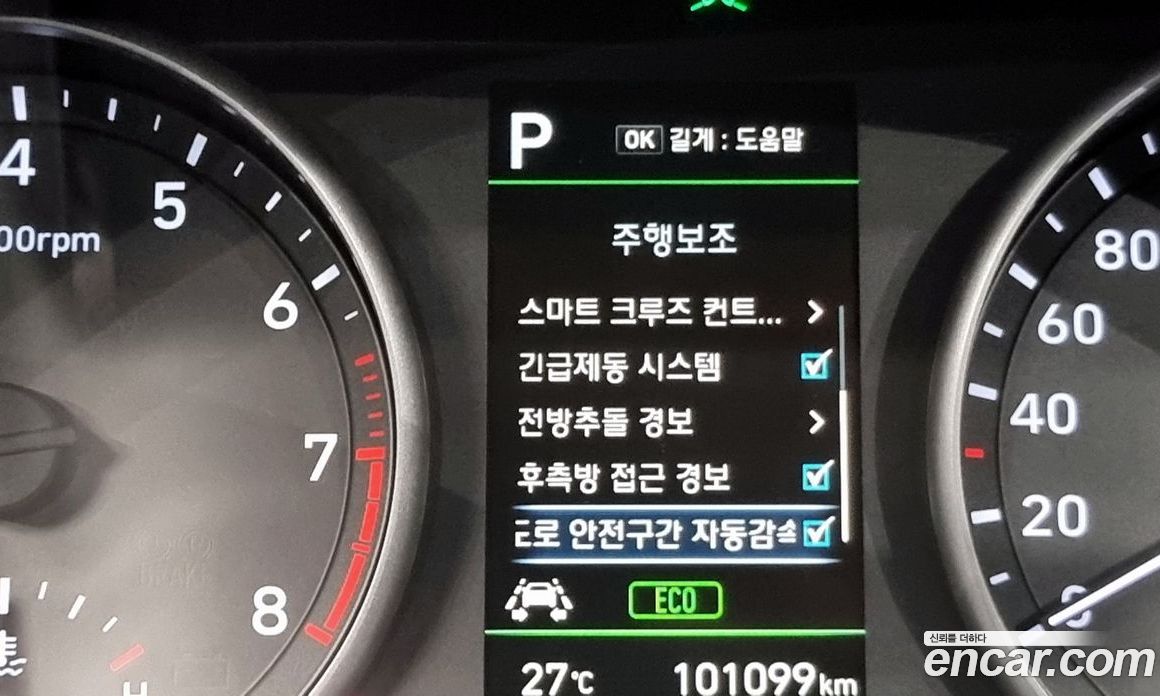 P
OK 길게 : 도움말
주행보조
스마트 크루즈 컨트...
긴급제동 시스템
전방추돌 경보
후측방 접근 경보
도로 안전구간 자동감속
ECO
27°C
101099km
4
5
00rpm
6
7
8
H
80
60
40
20
0
신뢰를 더하다
encar.com